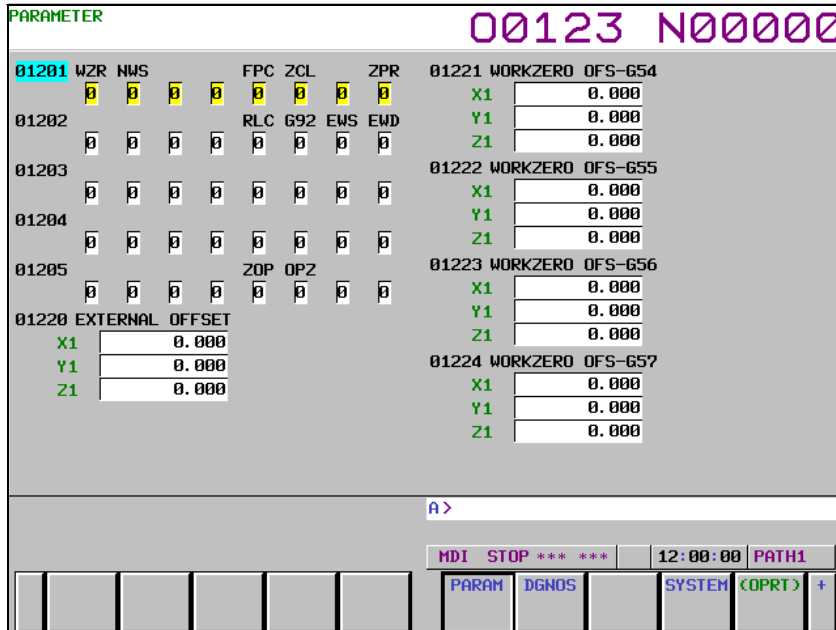 PARAMETER
O0123 N00000
01201 WZR NWS FPC ZCL ZPR
0 0 0 0 0 0 0 0
01202 RLC G92 EWS EWD
0 0 0 0 0 0 0 0
01203
0 0 0 0 0 0 0 0
01204
0 0 0 0 0 0 0 0
01205 ZOP OPZ
0 0 0 0 0 0 0 0
01220 EXTERNAL OFFSET
X1 0.000
Y1 0.000
Z1 0.000
01221 WORKZERO OFS-G54
X1 0.000
Y1 0.000
Z1 0.000
01222 WORKZERO OFS-G55
X1 0.000
Y1 0.000
Z1 0.000
01223 WORKZERO OFS-G56
X1 0.000
Y1 0.000
Z1 0.000
01224 WORKZERO OFS-G57
X1 0.000
Y1 0.000
Z1 0.000
A>
MDI STOP *** *** 12:00:00 PATH1
PARAM DGNOS SYSTEM (OPRT) +